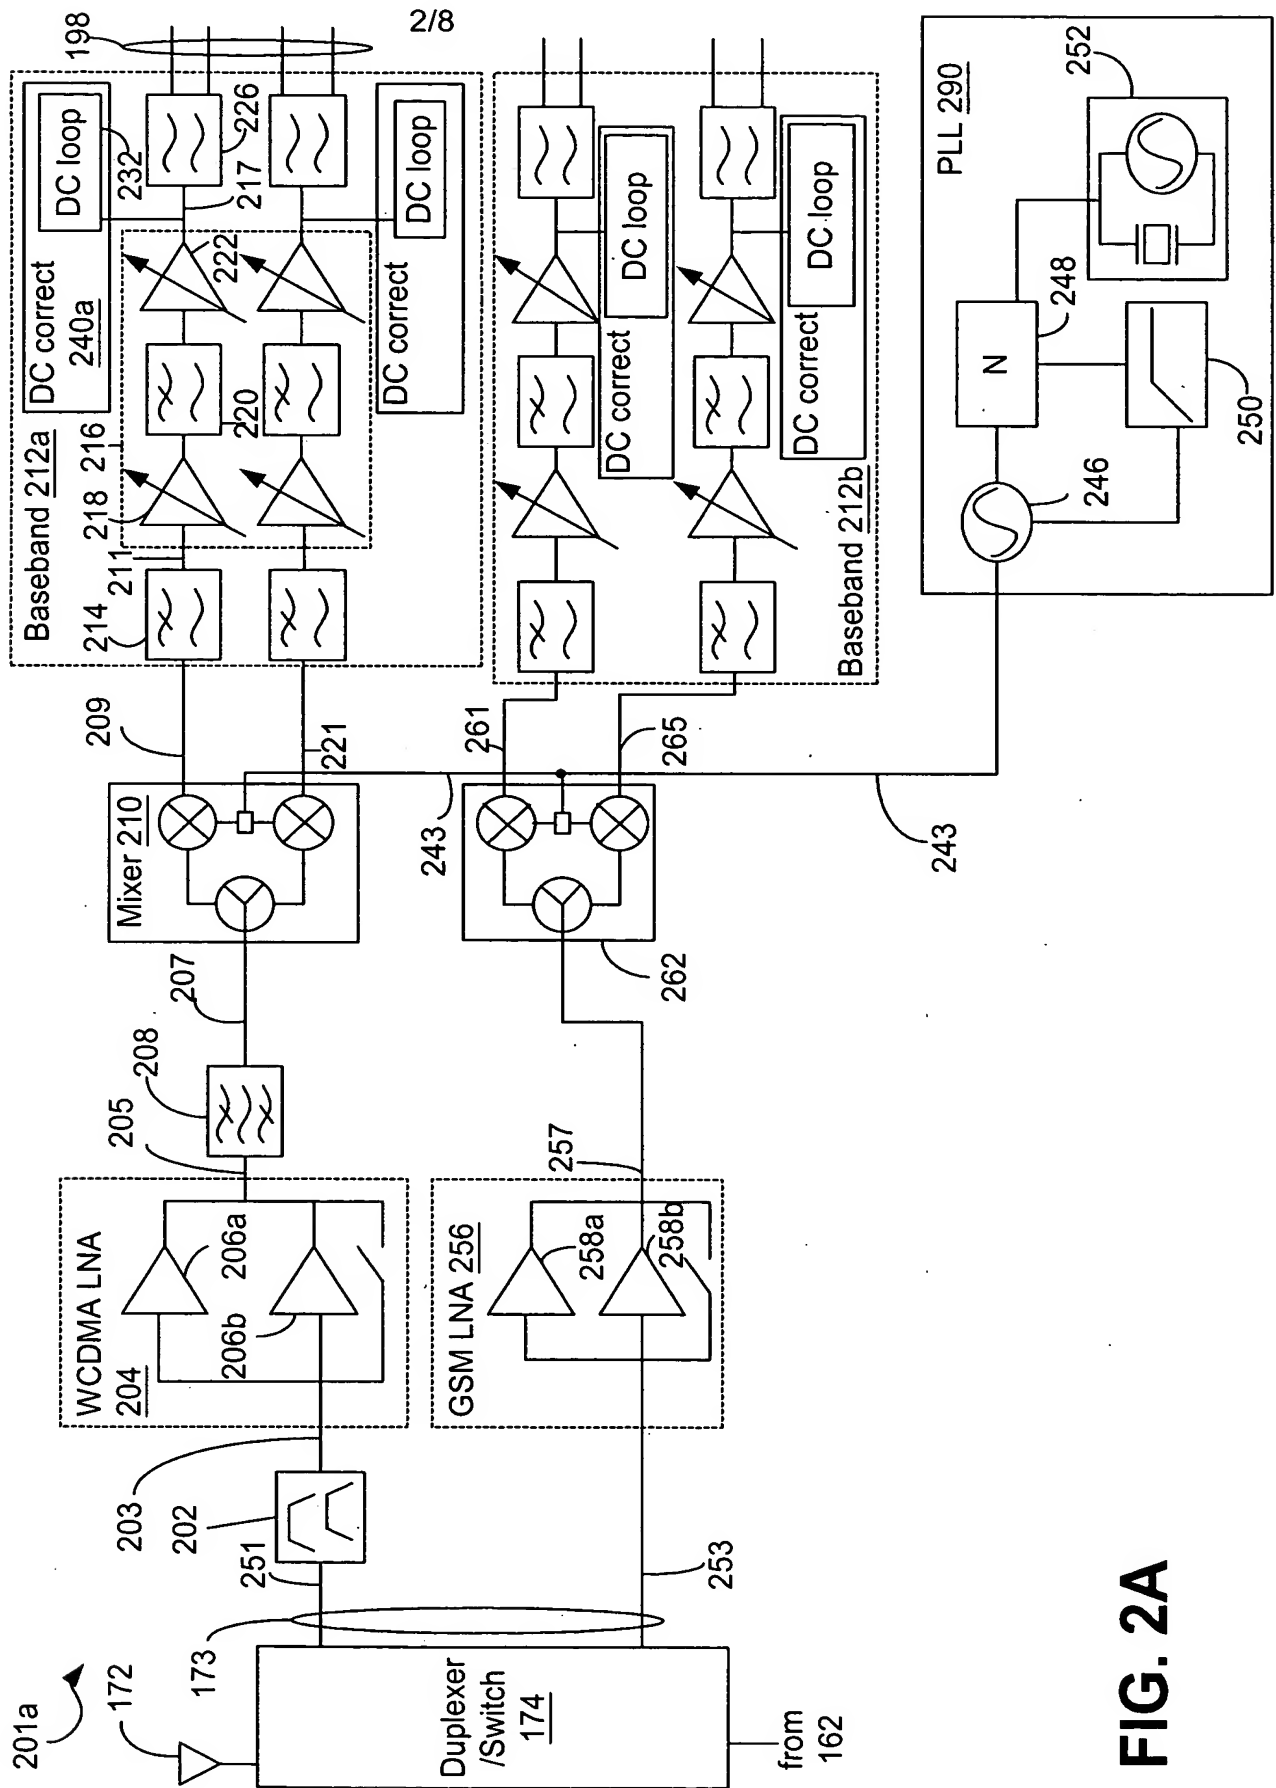 2/8
198
DC correct
240a
DC loop
232
226
217
222
220
216
218
211
214
Baseband 212a
DC correct
DC loop
209
221
Mixer 210
207
208
205
WCDMA LNA
204
206a
206b
203
202
251
173
172
201a
Duplexer
/Switch
174
from
162
253
GSM LNA 256
258a
258b
257
262
243
261
265
243
Baseband 212b
DC correct
DC loop
DC correct
DC loop
PLL 290
252
248
N
250
246
FIG. 2A